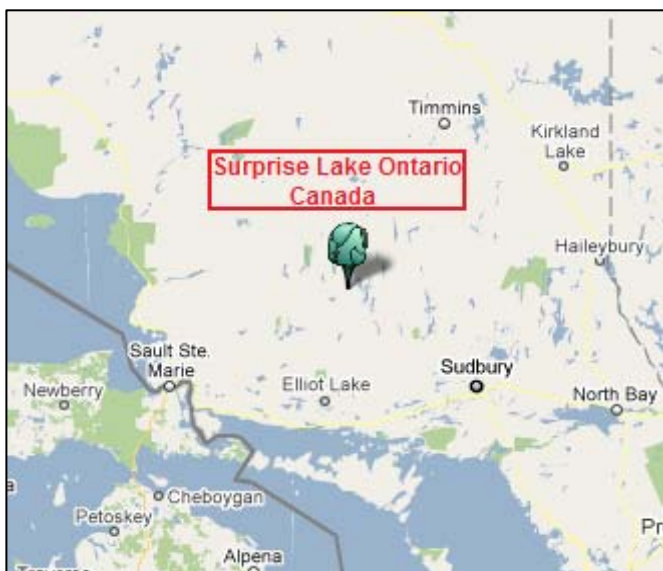 Timmins
Kirkland
Lake
Surprise Lake Ontario
Canada
Haileybury
Sault Ste.
Marie
Elliot Lake
Sudbury
Newberry
North Bay
Cheboygan
Petoskey
Alpena